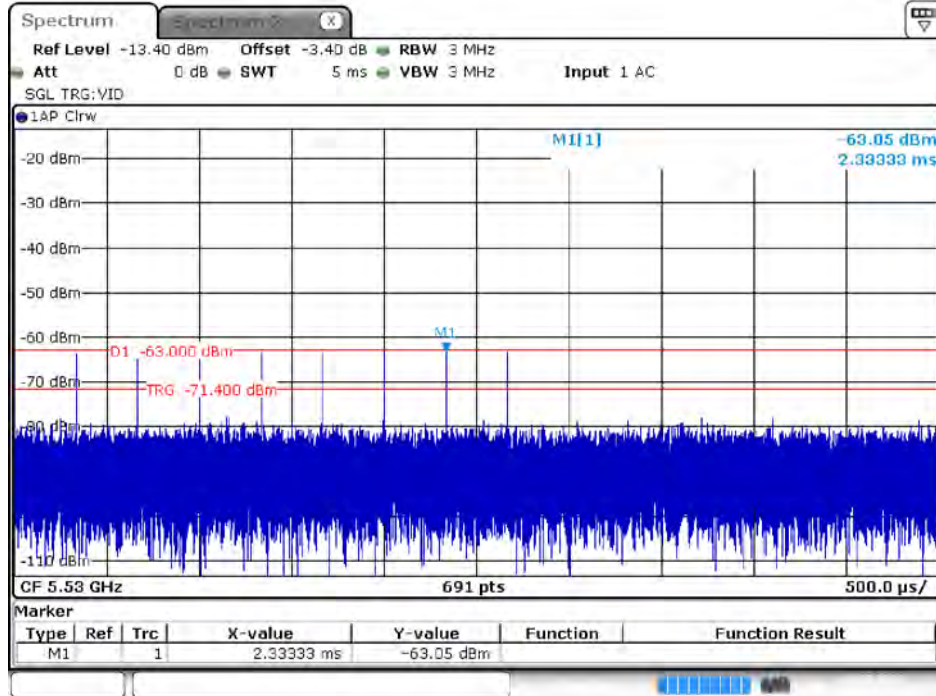 Spectrum Spectrum 2 X
Ref Level -13.40 dBm Offset -3.40 dB RBW 3 MHz
Att 0 dB SWT 5 ms VBW 3 MHz Input 1 AC
SGL TRG:VID
1AP Clrw
M1[1] -63.05 dBm
2.33333 ms
-20 dBm
-30 dBm
-40 dBm
-50 dBm
-60 dBm
M1
D1 -63.000 dBm
-70 dBm
TRG -71.400 dBm
-80 dBm
-110 dBm
CF 5.53 GHz 691 pts 500.0 µs/
Marker
Type Ref Trc X-value Y-value Function Function Result
M1 1 2.33333 ms -63.05 dBm